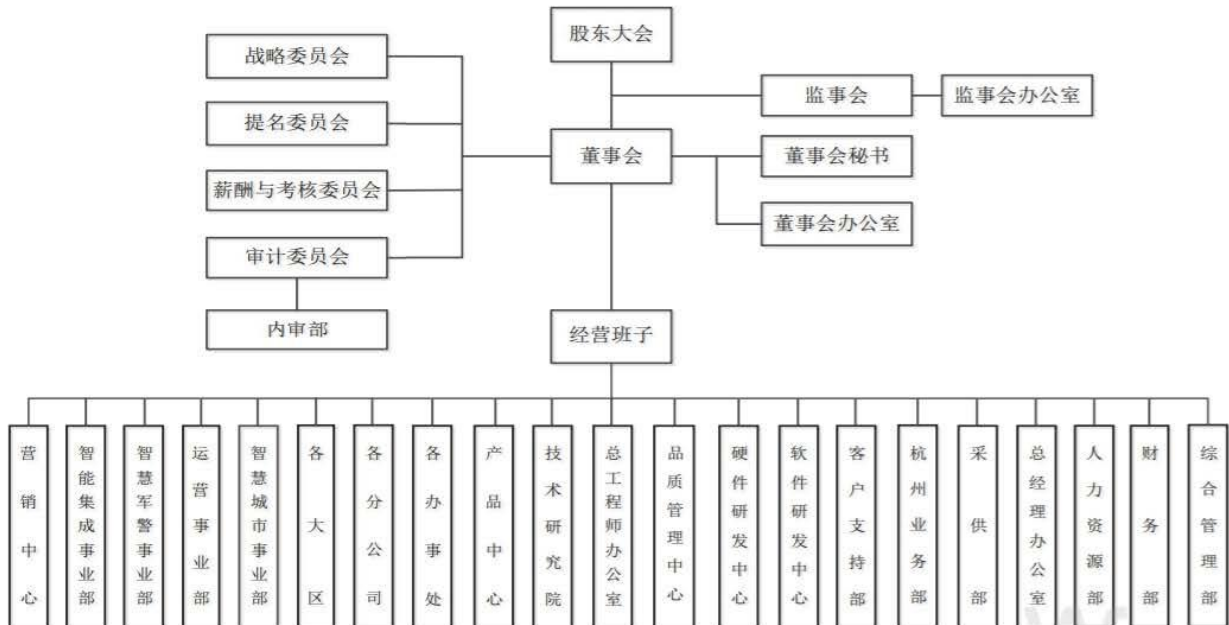 股东大会
战略委员会
监事会
监事会办公室
提名委员会
董事会
董事会秘书
薪酬与考核委员会
董事会办公室
审计委员会
内审部
经营班子
营销中心
智能集成事业部
智慧军警事业部
运营事业部
智慧城市事业部
各大区
各分公司
各办事处
产品中心
技术研究院
总工程师办公室
品质管理中心
硬件研发中心
软件研发中心
客户支持部
杭州业务部
采供部
总经理办公室
人力资源部
财务部
综合管理部